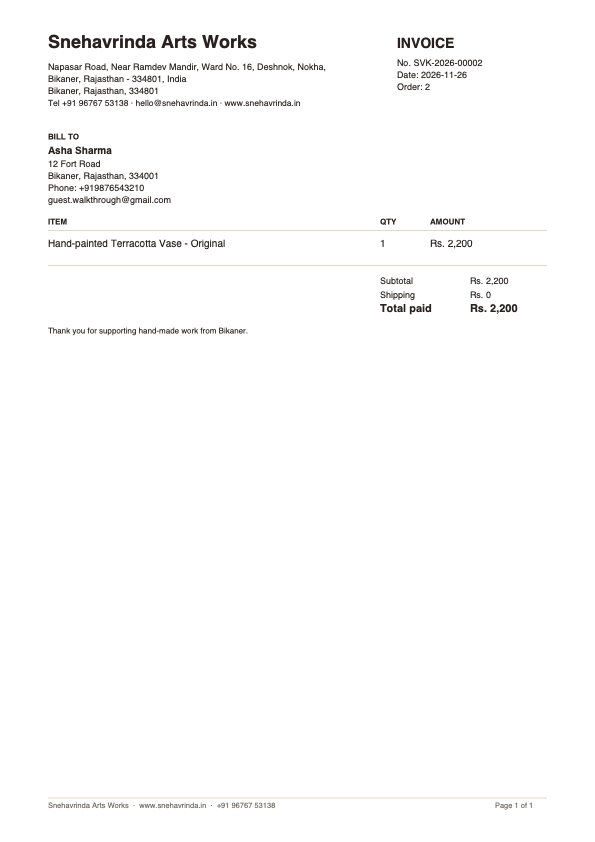 Snehavrinda Arts Works
Napasar Road, Near Ramdev Mandir, Ward No. 16, Deshnok, Nokha,
Bikaner, Rajasthan - 334801, India
Bikaner, Rajasthan, 334801
Tel +91 96767 53138 · hello@snehavrinda.in · www.snehavrinda.in
INVOICE
No. SVK-2026-00002
Date: 2026-11-26
Order: 2
BILL TO
Asha Sharma
12 Fort Road
Bikaner, Rajasthan, 334001
Phone: +919876543210
guest.walkthrough@gmail.com
ITEM QTY AMOUNT
Hand-painted Terracotta Vase - Original 1 Rs. 2,200
Subtotal Rs. 2,200
Shipping Rs. 0
Total paid Rs. 2,200
Thank you for supporting hand-made work from Bikaner.
Snehavrinda Arts Works · www.snehavrinda.in · +91 96767 53138 Page 1 of 1